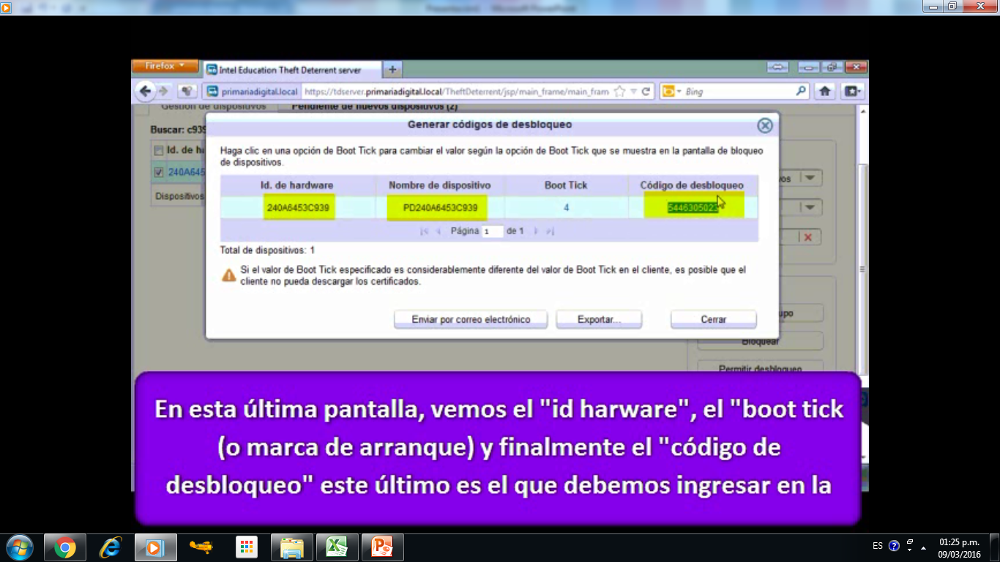 Firefox
Intel Education Theft Deterrent server
primariadigital.local
https://tdserver.primariadigital.local/TheftDeterrent/jsp/main_frame/main_fram
Bing
Gestión de dispositivos
Pendiente de nuevos dispositivos (2)
Generar códigos de desbloqueo
Buscar: c939
Haga clic en una opción de Boot Tick para cambiar el valor según la opción de Boot Tick que se muestra en la pantalla de bloqueo
de dispositivos.
Id. de
240A645
Dispositivos
Id. de hardware Nombre de dispositivo Boot Tick Código de desbloqueo
240A6453C939 PD240A6453C939 4 5446305023
Página 1 de 1
Total de dispositivos: 1
Si el valor de Boot Tick especificado es considerablemente diferente del valor de Boot Tick en el cliente, es posible que el
cliente no pueda descargar los certificados.
Enviar por correo electrónico Exportar... Cerrar
upo
Bloquear
Permitir desbloqueo
En esta última pantalla, vemos el "id harware", el "boot tick
(o marca de arranque) y finalmente el "código de
desbloqueo" este último es el que debemos ingresar en la
ES
01:25 p.m.
09/03/2016